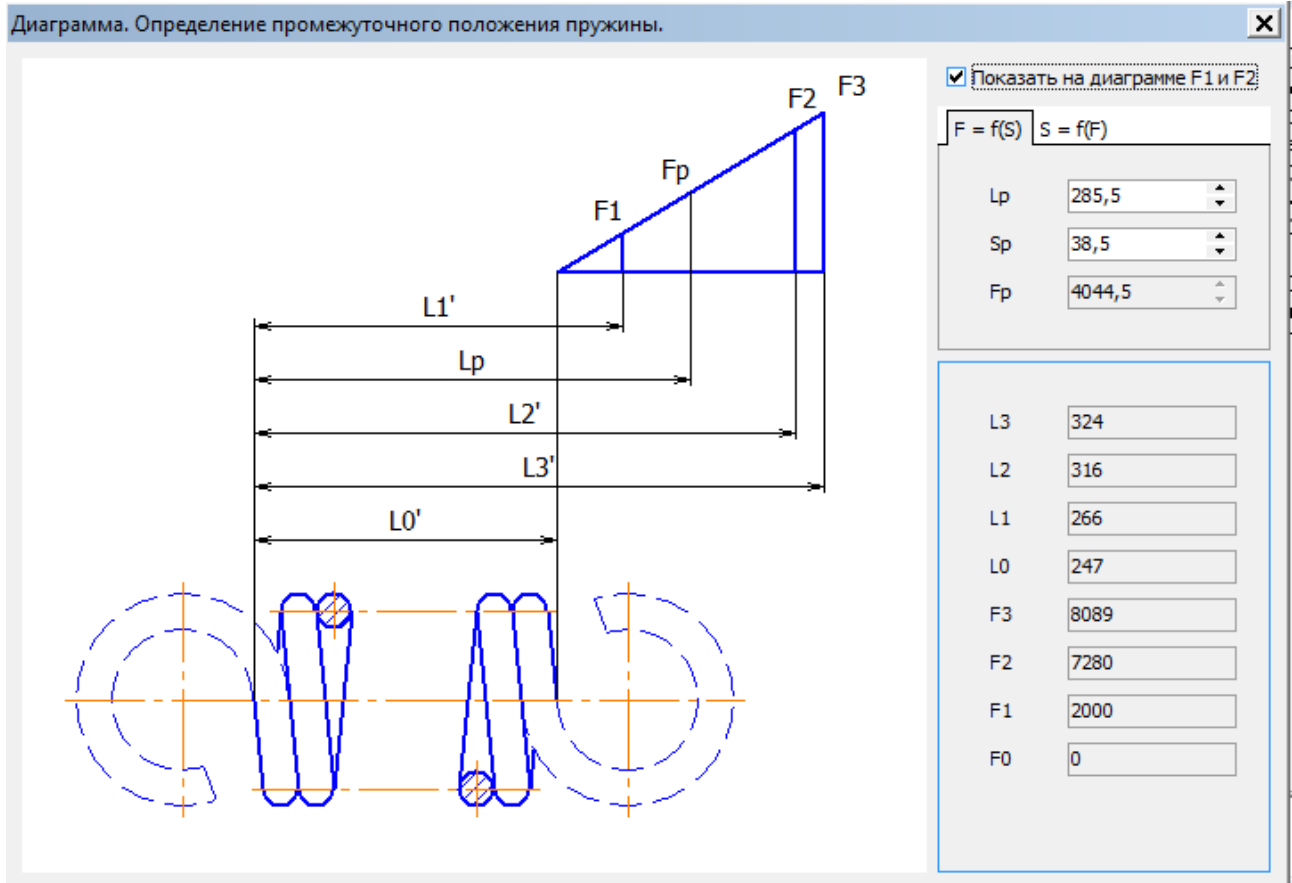 Диаграмма. Определение промежуточного положения пружины.
Показать на диаграмме F1 и F2
F = f(S) S = f(F)
Lp 285,5
Sp 38,5
Fp 4044,5
L3 324
L2 316
L1 266
L0 247
F3 8089
F2 7280
F1 2000
F0 0
F3
F2
Fp
F1
L1'
Lp
L2'
L3'
L0'